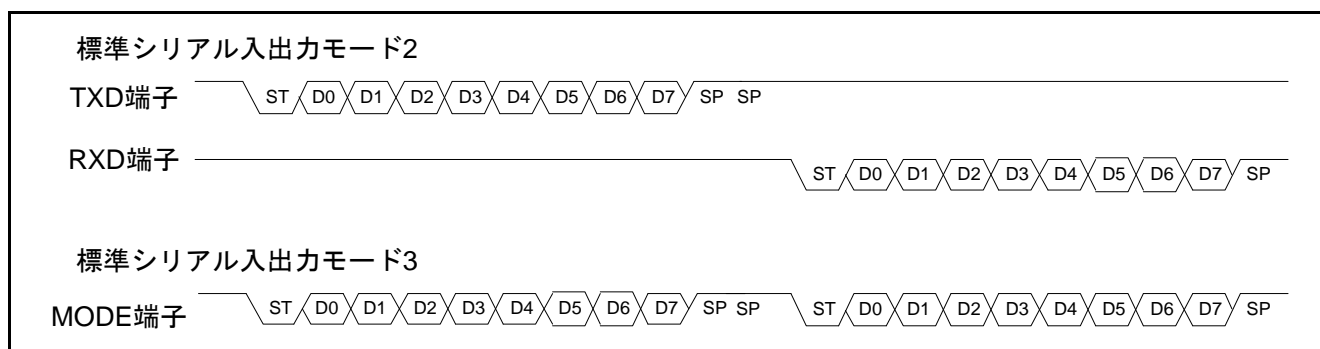 標準シリアル入出力モード2
TXD端子 ST D0 D1 D2 D3 D4 D5 D6 D7 SP SP
RXD端子 ST D0 D1 D2 D3 D4 D5 D6 D7 SP
標準シリアル入出力モード3
MODE端子 ST D0 D1 D2 D3 D4 D5 D6 D7 SP SP ST D0 D1 D2 D3 D4 D5 D6 D7 SP